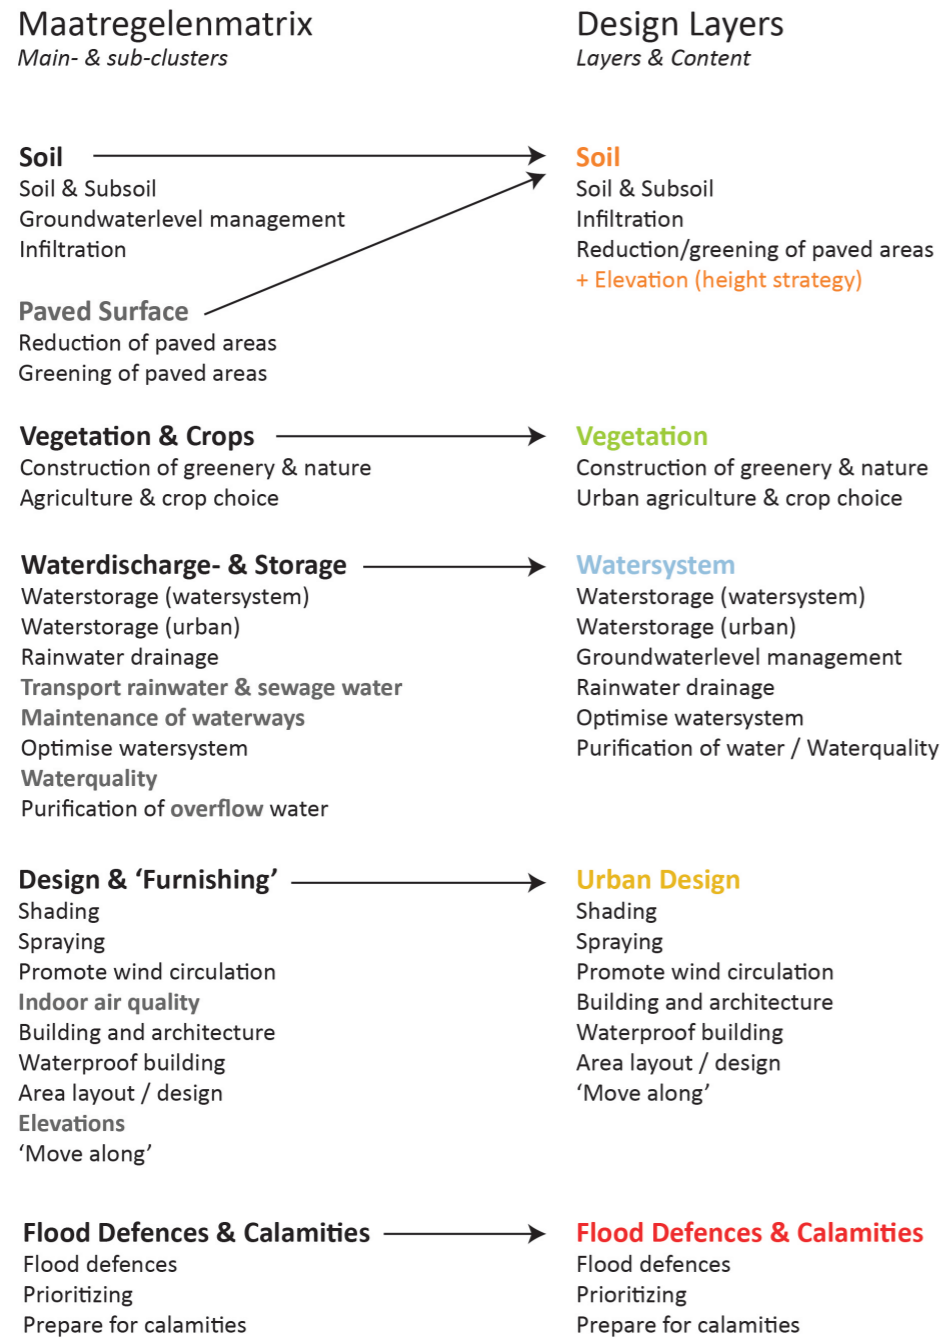 Maatregelenmatrix
Main- & sub-clusters
Soil
Soil & Subsoil
Groundwaterlevel management
Infiltration
Paved Surface
Reduction of paved areas
Greening of paved areas
Vegetation & Crops
Construction of greenery & nature
Agriculture & crop choice
Waterdischarge- & Storage
Waterstorage (watersystem)
Waterstorage (urban)
Rainwater drainage
Transport rainwater & sewage water
Maintenance of waterways
Optimise watersystem
Waterquality
Purification of overflow water
Design & ‘Furnishing’
Shading
Spraying
Promote wind circulation
Indoor air quality
Building and architecture
Waterproof building
Area layout / design
Elevations
‘Move along’
Flood Defences & Calamities
Flood defences
Prioritizing
Prepare for calamities
Design Layers
Layers & Content
Soil
Soil & Subsoil
Infiltration
Reduction/greening of paved areas
+ Elevation (height strategy)
Vegetation
Construction of greenery & nature
Urban agriculture & crop choice
Watersystem
Waterstorage (watersystem)
Waterstorage (urban)
Groundwaterlevel management
Rainwater drainage
Optimise watersystem
Purification of water / Waterquality
Urban Design
Shading
Spraying
Promote wind circulation
Building and architecture
Waterproof building
Area layout / design
‘Move along’
Flood Defences & Calamities
Flood defences
Prioritizing
Prepare for calamities